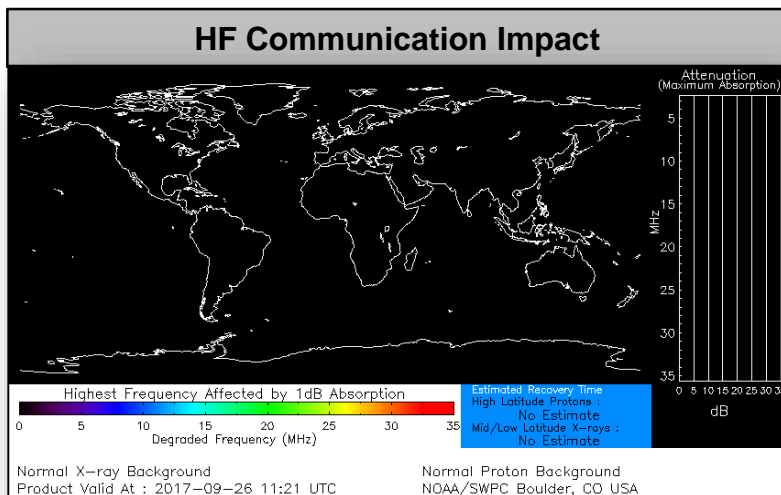 HF Communication Impact
Attenuation
(Maximum Absorption)
5
10
15
20
25
30
35
MHz
0 5 10 15 20 25 30 3
dB
Highest Frequency Affected by 1dB Absorption
0 5 10 15 20 25 30 35
Degraded Frequency (MHz)
Estimated Recovery Time
High Latitude Protons :
No Estimate
Mid/Low Latitude X-rays :
No Estimate
Normal X-ray Background
Product Valid At : 2017-09-26 11:21 UTC
Normal Proton Background
NOAA/SWPC Boulder, CO USA